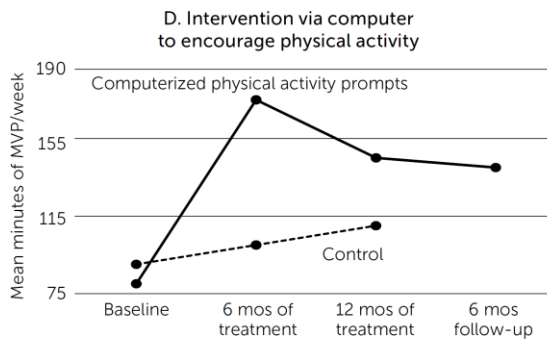 D. Intervention via computer
to encourage physical activity
Mean minutes of MVP/week
190
155
115
75
Computerized physical activity prompts
Control
Baseline
6 mos of
treatment
12 mos of
treatment
6 mos
follow-up